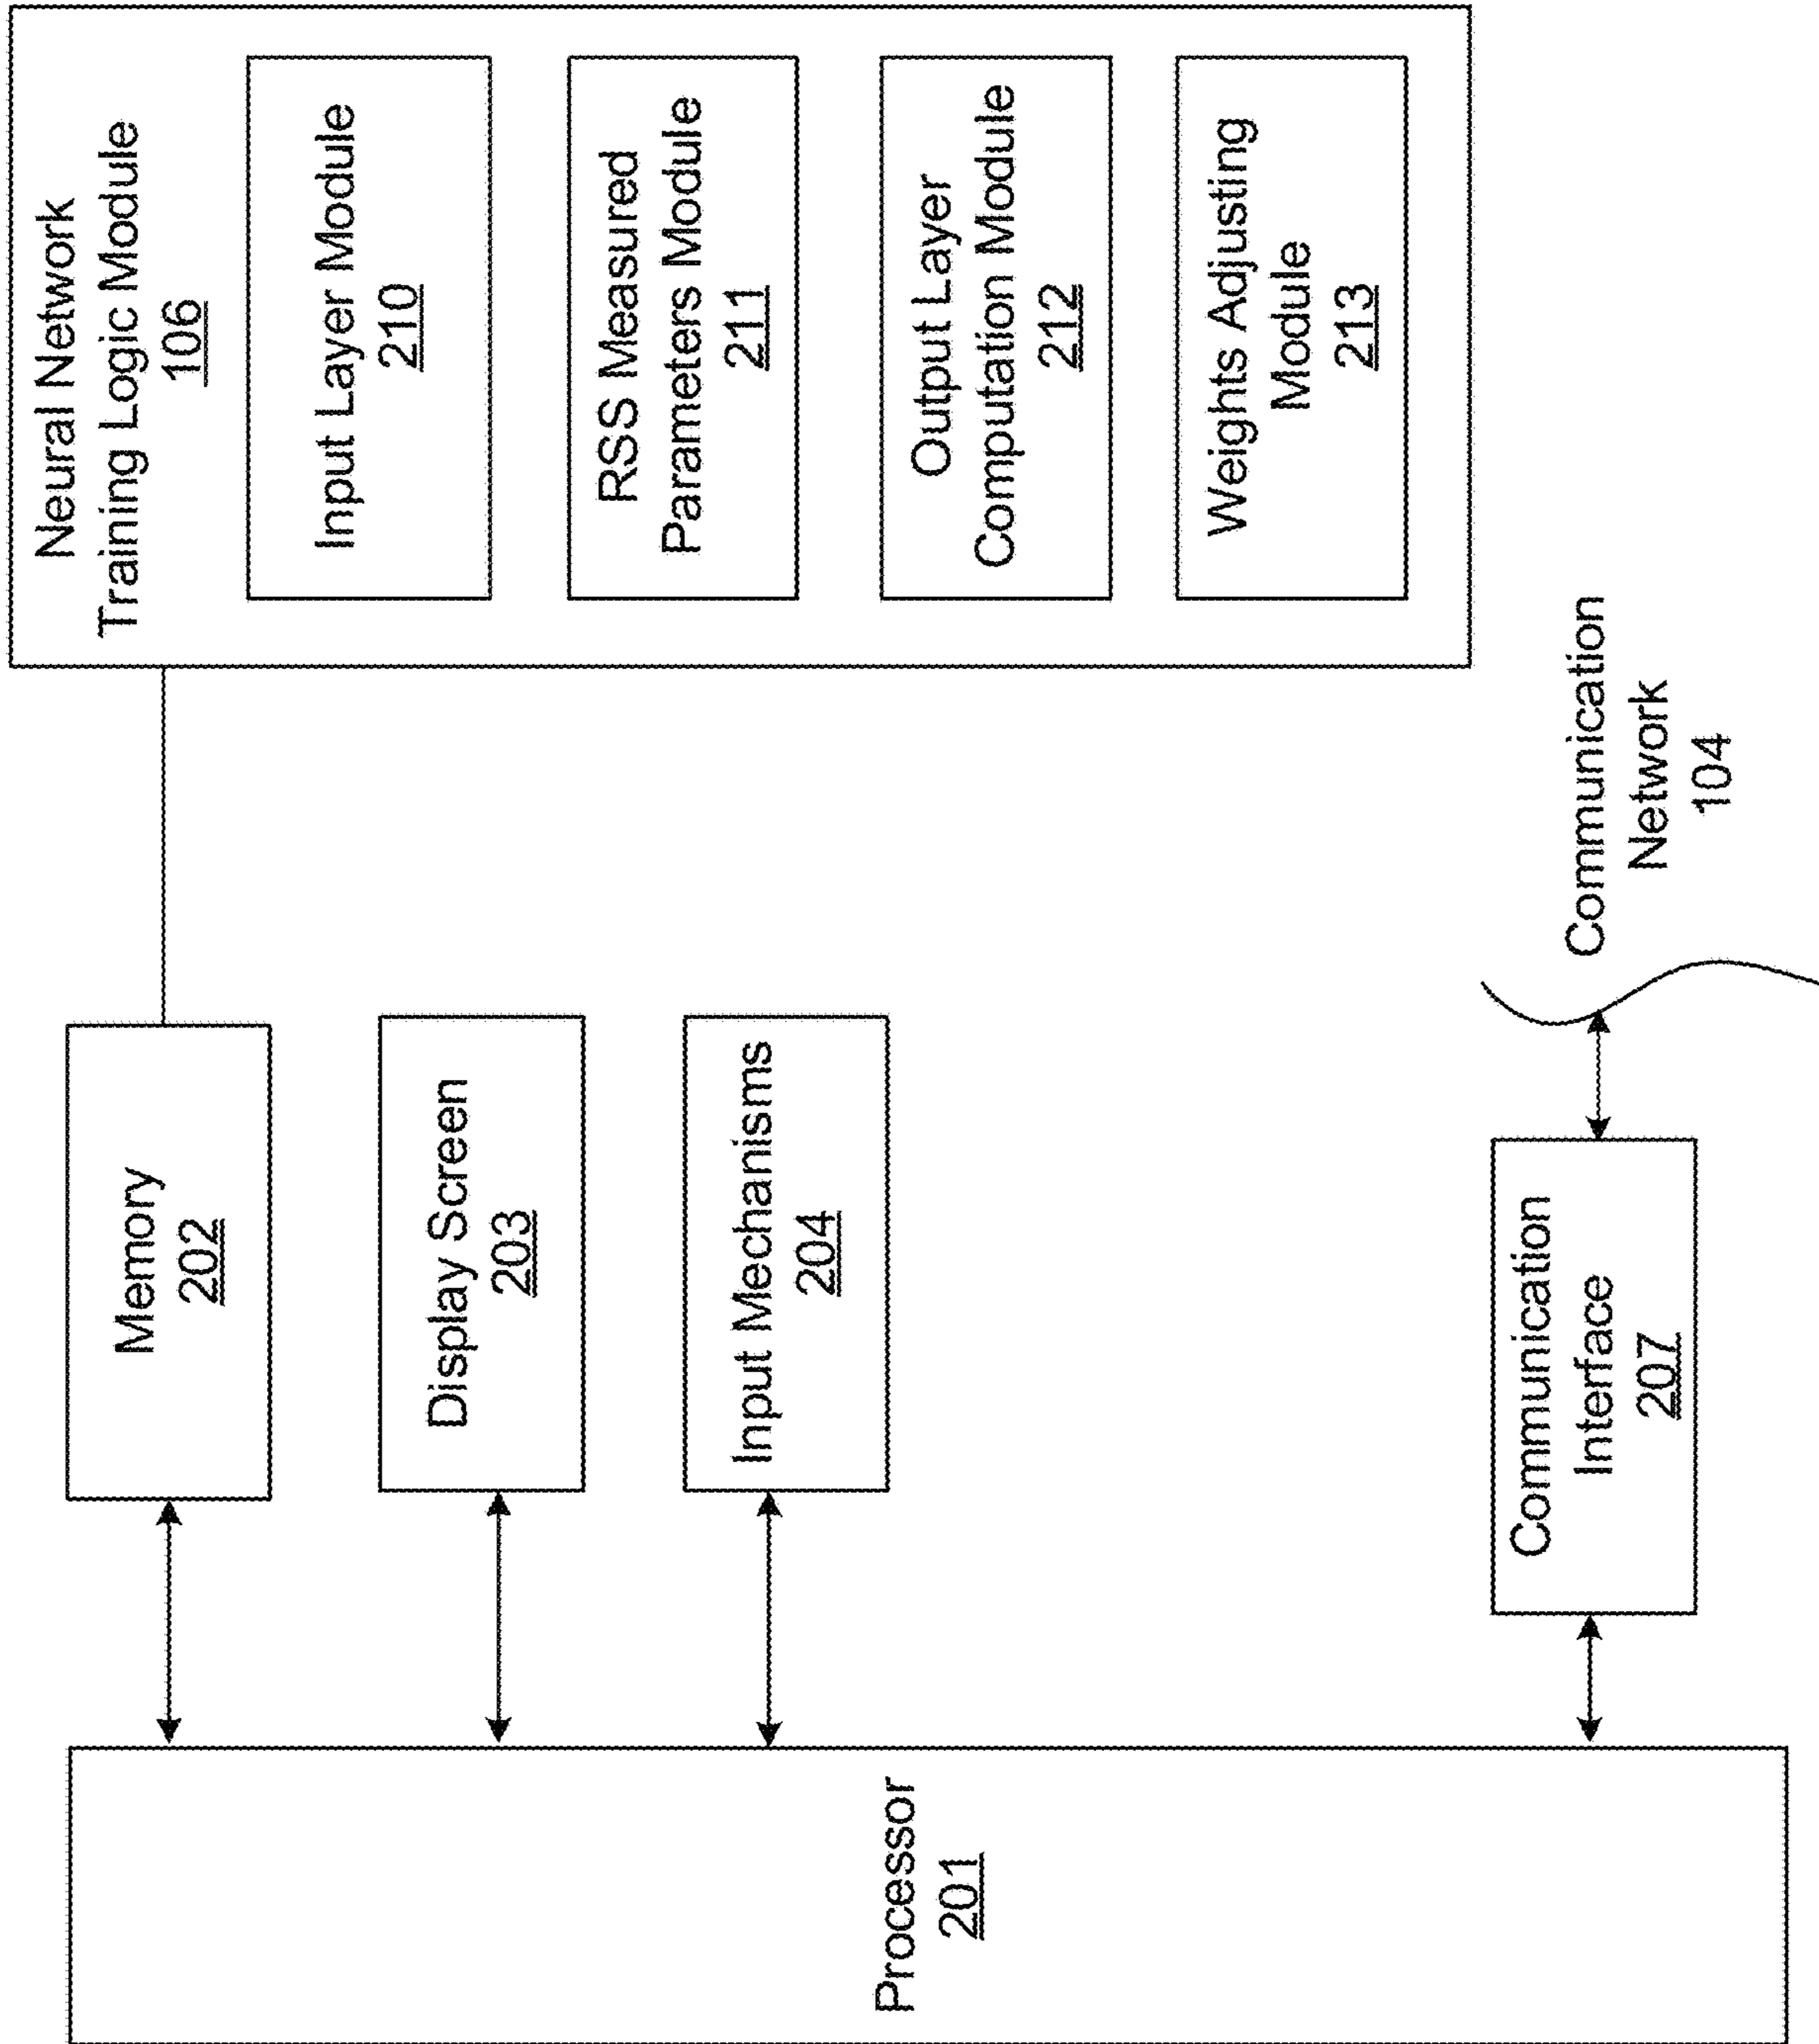 Processor
201
Memory
202
Display Screen
203
Input Mechanisms
204
Communication
Interface
207
Communication
Network
104
Neural Network
Training Logic Module
106
Input Layer Module
210
RSS Measured
Parameters Module
211
Output Layer
Computation Module
212
Weights Adjusting
Module
213